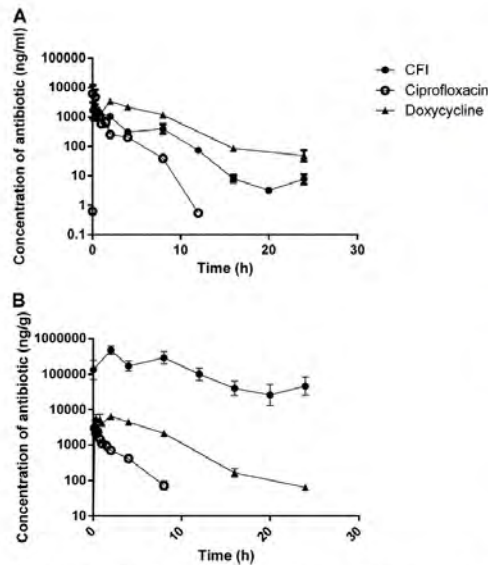 A
Concentration of antibiotic (ng/ml)
100000
10000
1000
100
10
1
0.1
0
10
20
30
Time (h)
CFI
Ciprofloxacin
Doxycycline
B
Concentration of antibiotic (ng/g)
1000000
100000
10000
1000
100
10
0
10
20
30
Time (h)